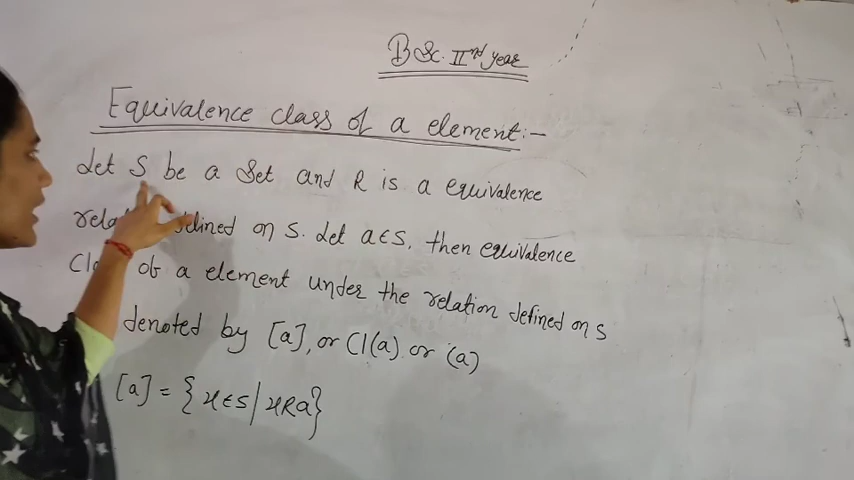 BSc. IInd year
Equivalence class of a element:-
Let S be a Set and R is a equivalence
defined on S. Let a∈S, then equivalence
of a element under the relation defined on S
denoted by [a], or Cl(a) or (a)
[a] = {x∈S/xRa}